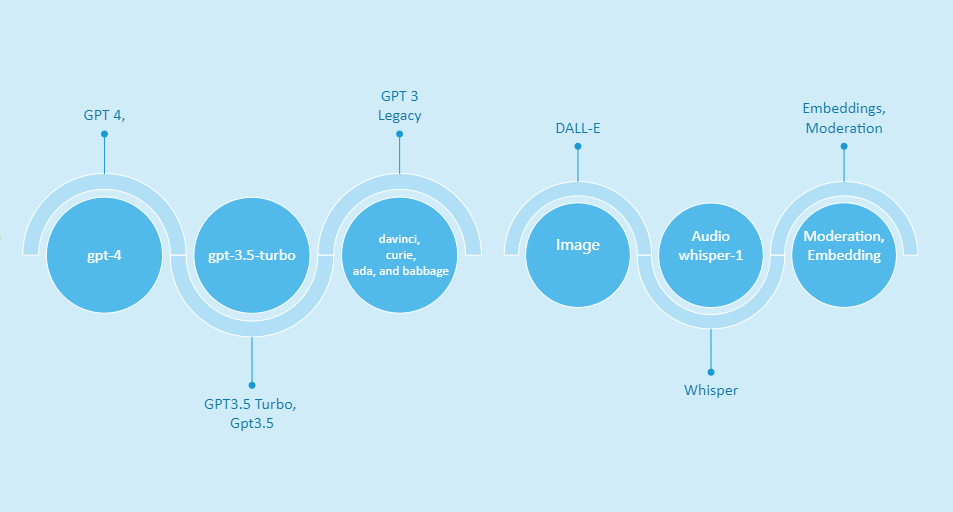 GPT 4,
GPT 3
Legacy
gpt-4
gpt-3.5-turbo
davinci,
curie,
ada, and babbage
GPT3.5 Turbo,
Gpt3.5
DALL-E
Embeddings,
Moderation
Image
Audio
whisper-1
Moderation,
Embedding
Whisper